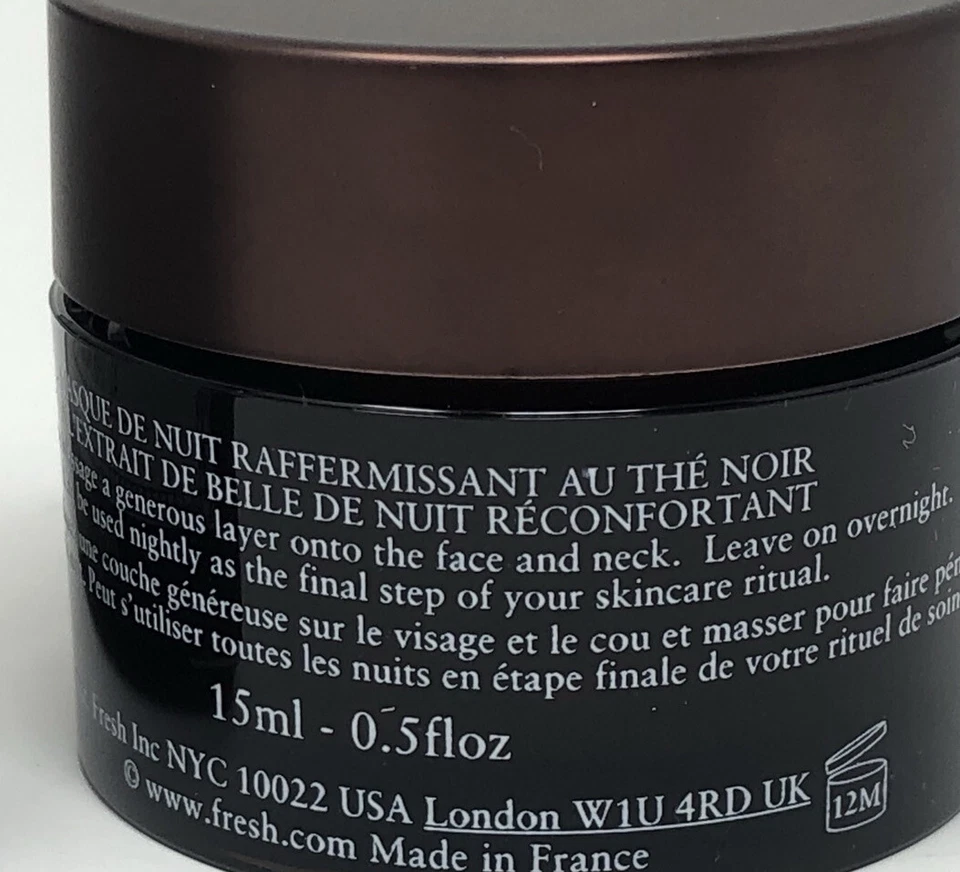 DE NUIT RAFFERMISSANT AU THÉ NOIR
L'EXTRAIT DE BELLE DE NUIT RÉCONFORTANT
a generous layer onto the face and neck. Leave on overnight.
be used nightly as the final step of your skincare ritual.
une couche généreuse sur le visage et le cou et masser pour faire
Peut s'utiliser toutes les nuits en étape finale de votre rituel de soin
15ml - 0.5floz
Fresh Inc NYC 10022 USA London W1U 4RD UK
© www.fresh.com Made in France
12M